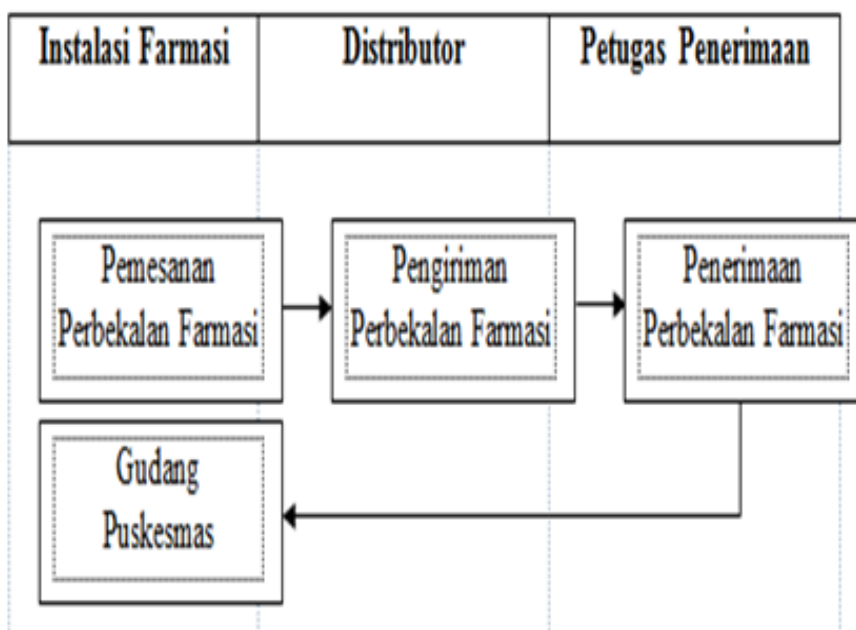 Instalasi Farmasi
Distributor
Petugas Penerimaan
Pemesanan
Perbekalan Farmasi
Pengiriman
Perbekalan Farmasi
Penerimaan
Perbekalan Farmasi
Gudang
Puskesmas